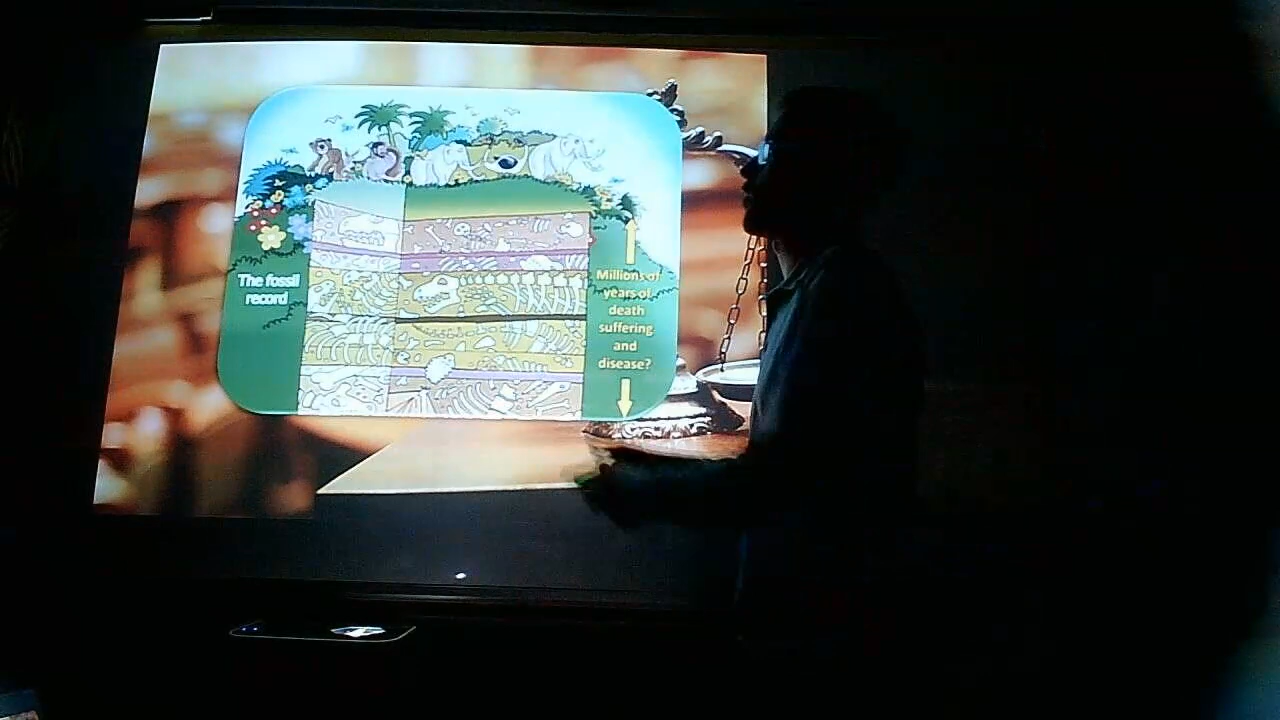 The fossil
record
Millions of
years of
death
suffering
and
disease?